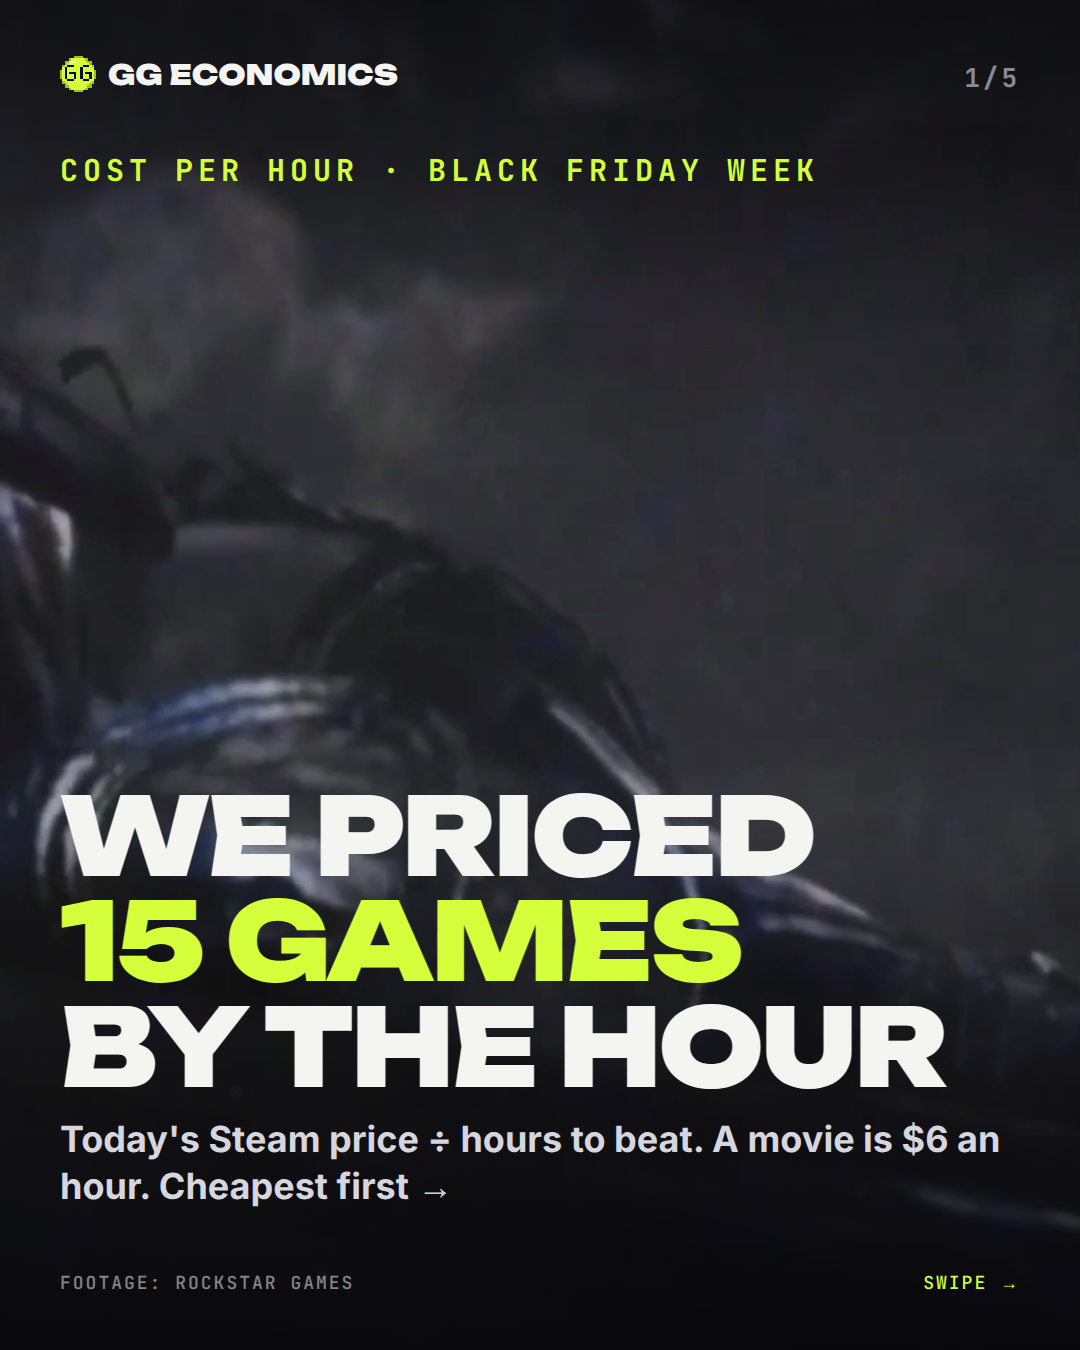 GG GG ECONOMICS
1/5
COST PER HOUR · BLACK FRIDAY WEEK
WE PRICED
15 GAMES
BY THE HOUR
Today's Steam price ÷ hours to beat. A movie is $6 an
hour. Cheapest first →
FOOTAGE: ROCKSTAR GAMES
SWIPE →